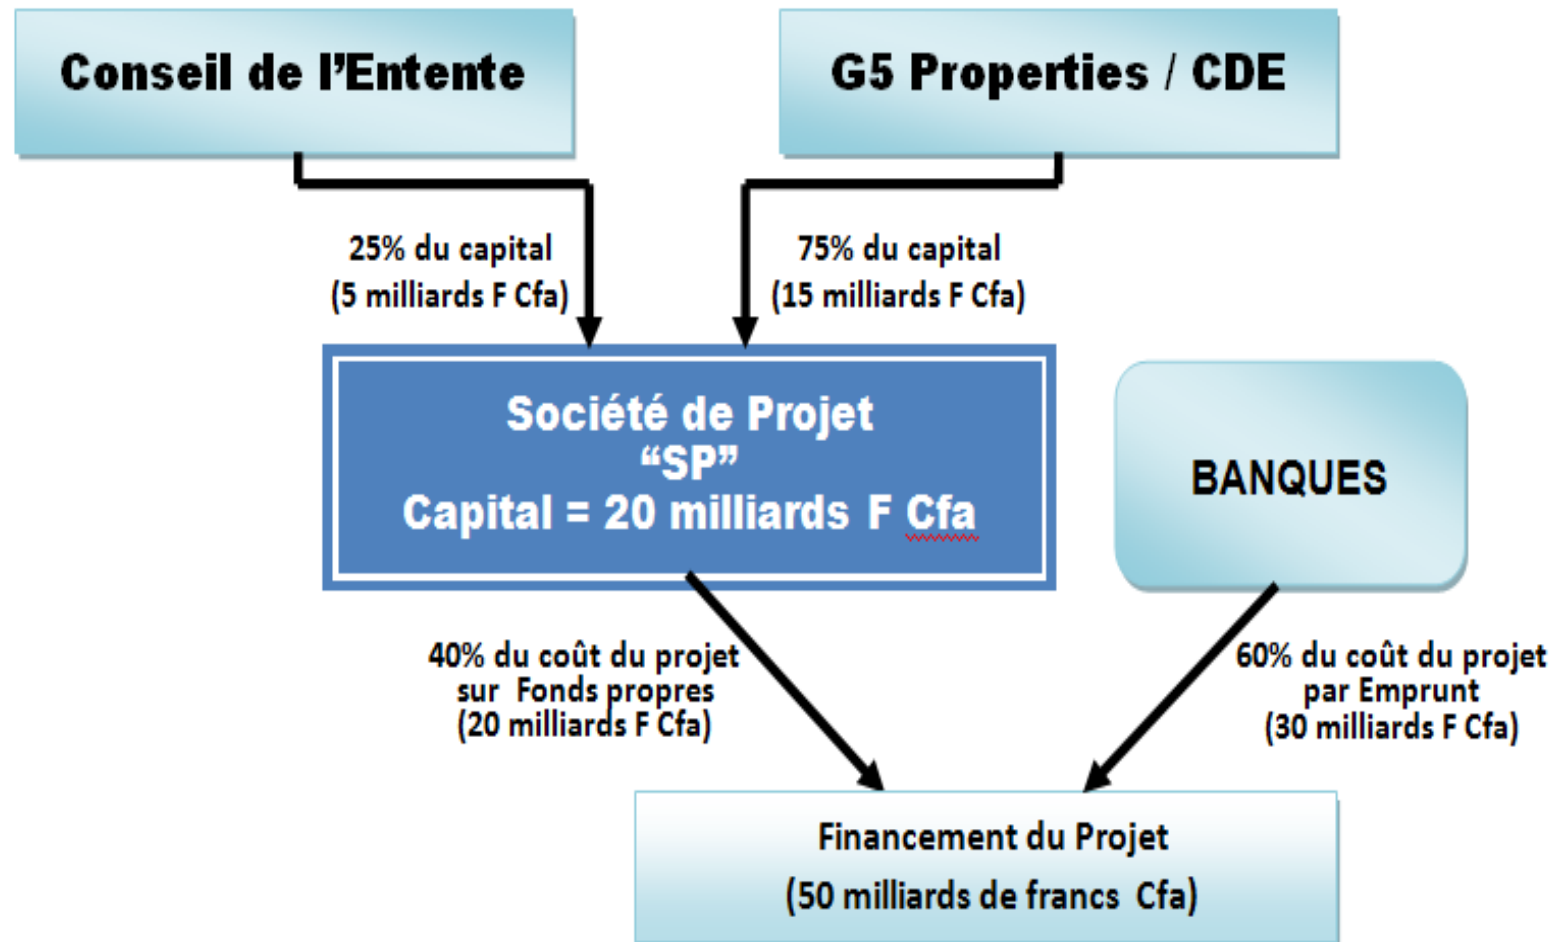 Conseil de l'Entente
G5 Properties / CDE
25% du capital
(5 milliards F Cfa)
75% du capital
(15 milliards F Cfa)
Société de Projet
“SP”
Capital = 20 milliards F Cfa
BANQUES
40% du coût du projet
sur Fonds propres
(20 milliards F Cfa)
60% du coût du projet
par Emprunt
(30 milliards F Cfa)
Financement du Projet
(50 milliards de francs Cfa)